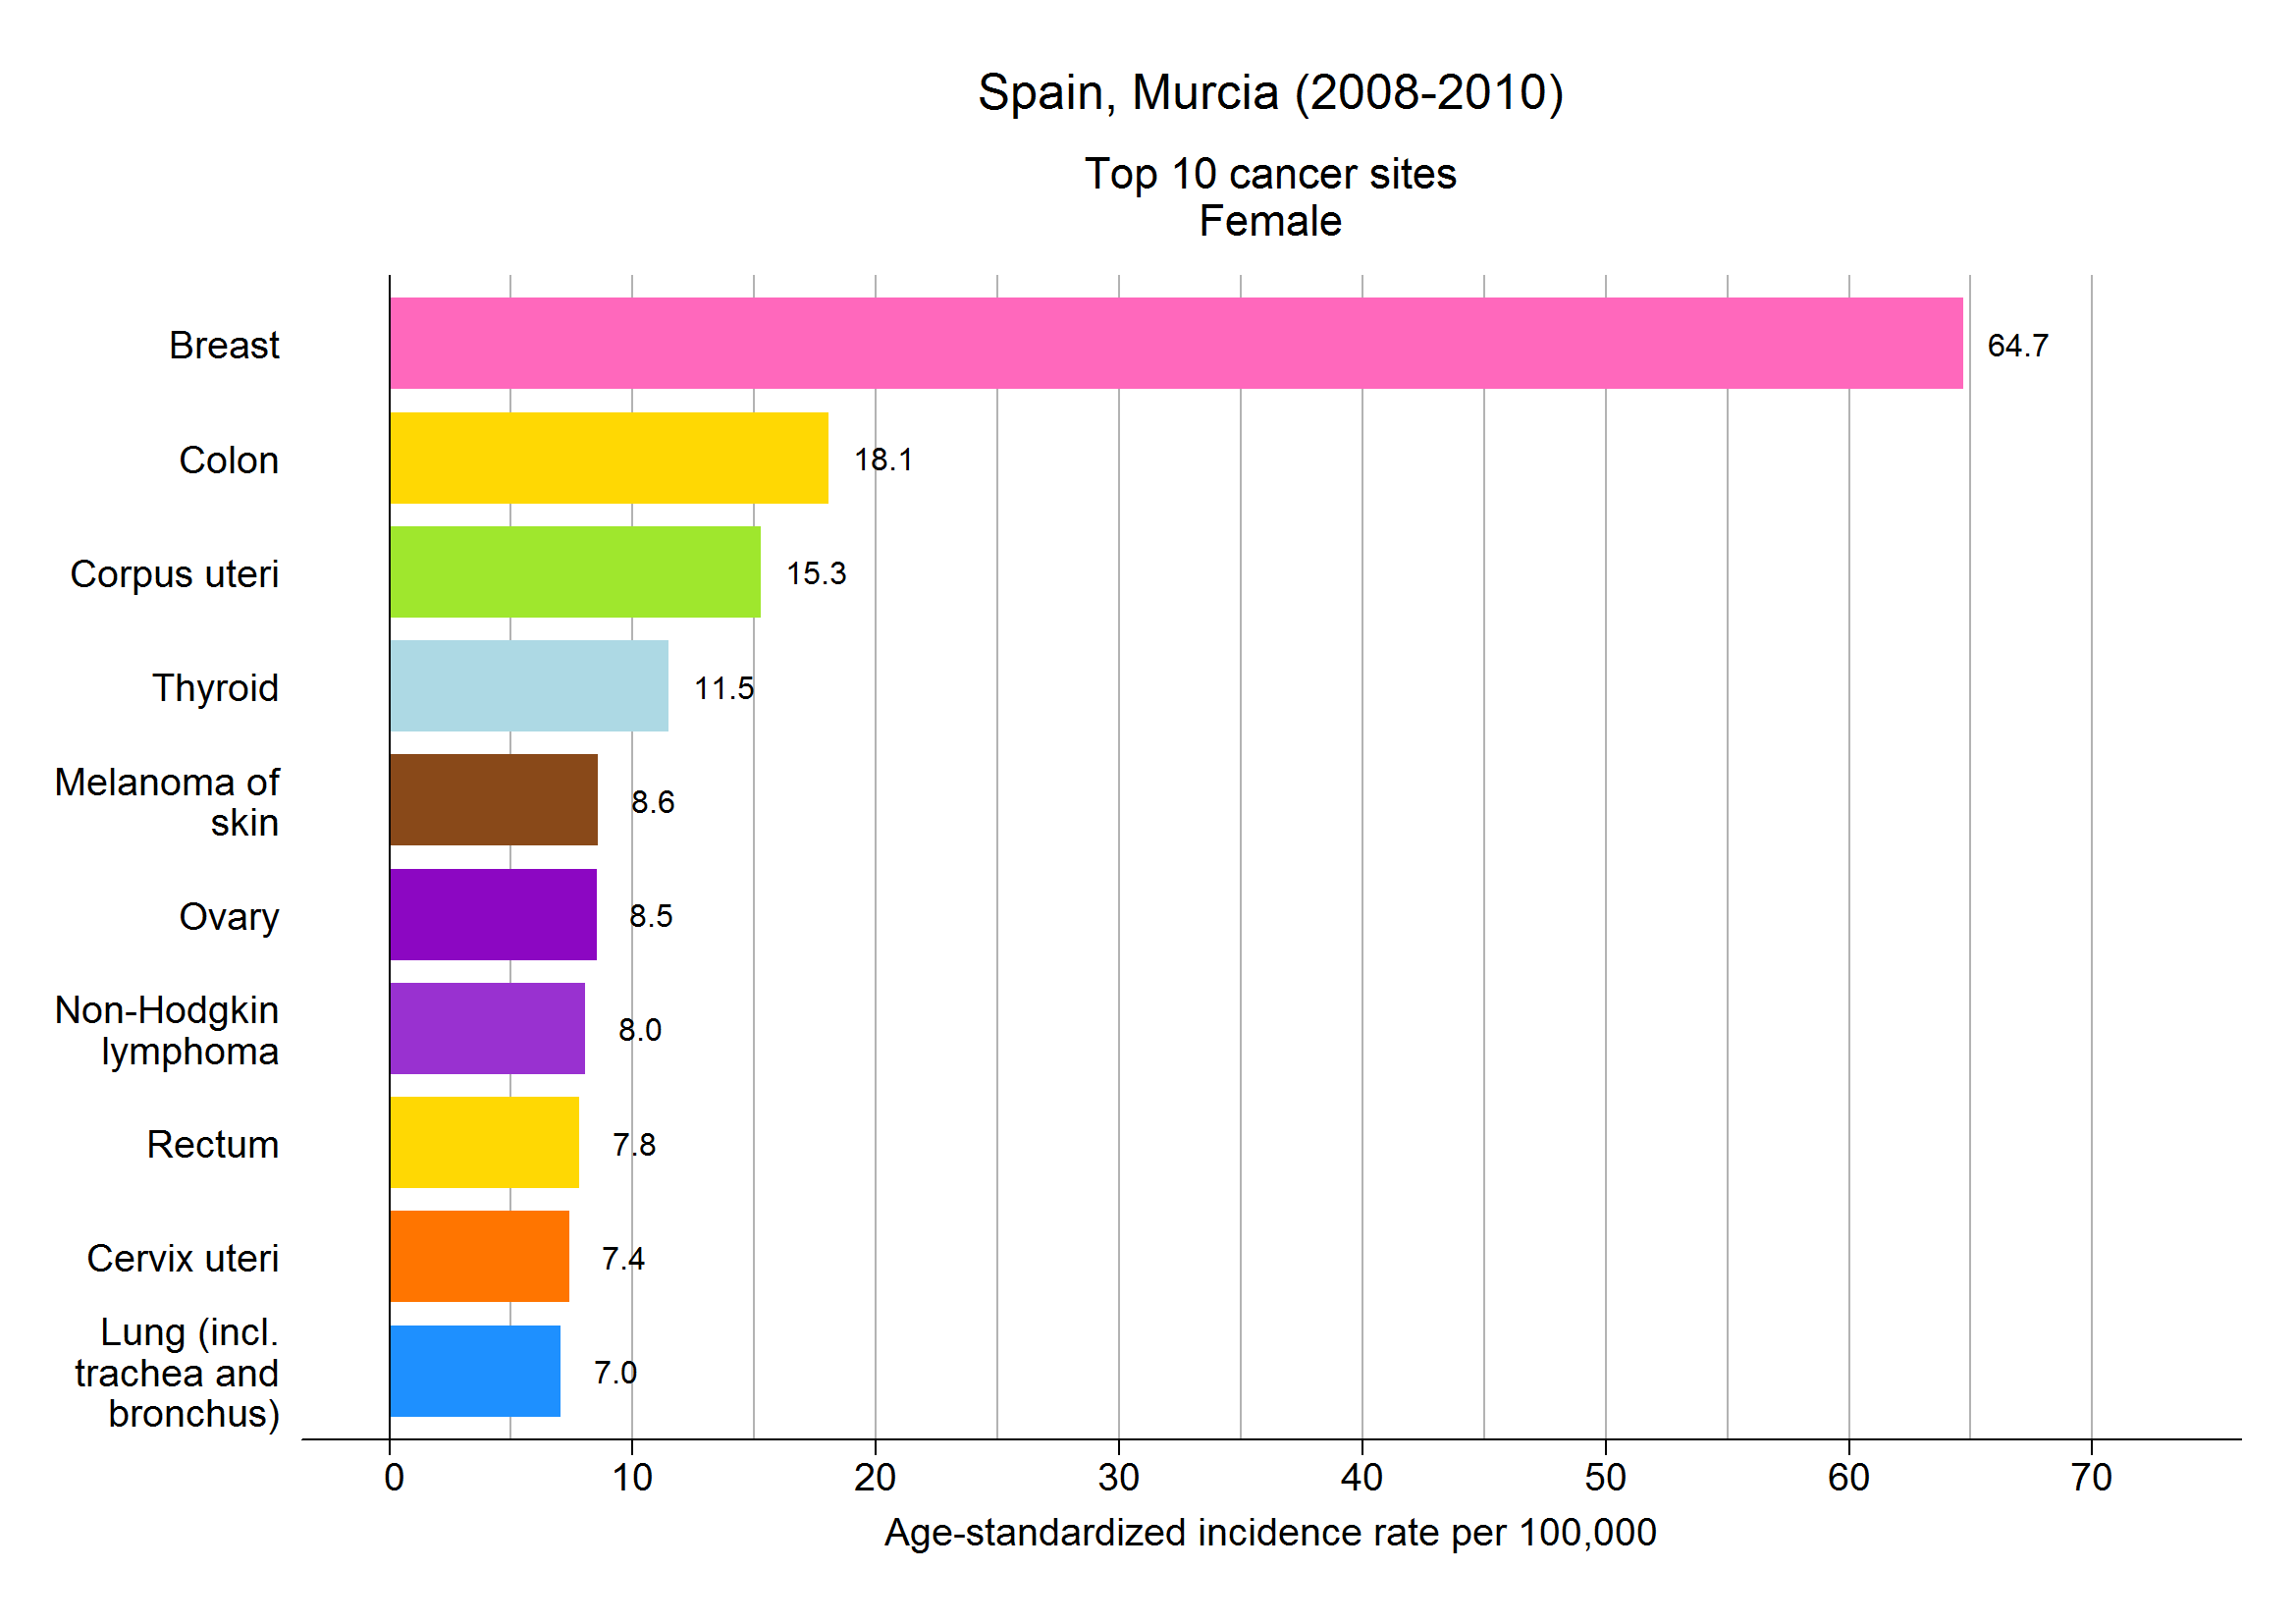 Spain, Murcia (2008-2010)
Top 10 cancer sites
Female
Breast
64.7
Colon
18.1
Corpus uteri
15.3
Thyroid
11.5
Melanoma of
skin
8.6
Ovary
8.5
Non-Hodgkin
lymphoma
8.0
Rectum
7.8
Cervix uteri
7.4
Lung (incl.
trachea and
bronchus)
7.0
0 10 20 30 40 50 60 70
Age-standardized incidence rate per 100,000